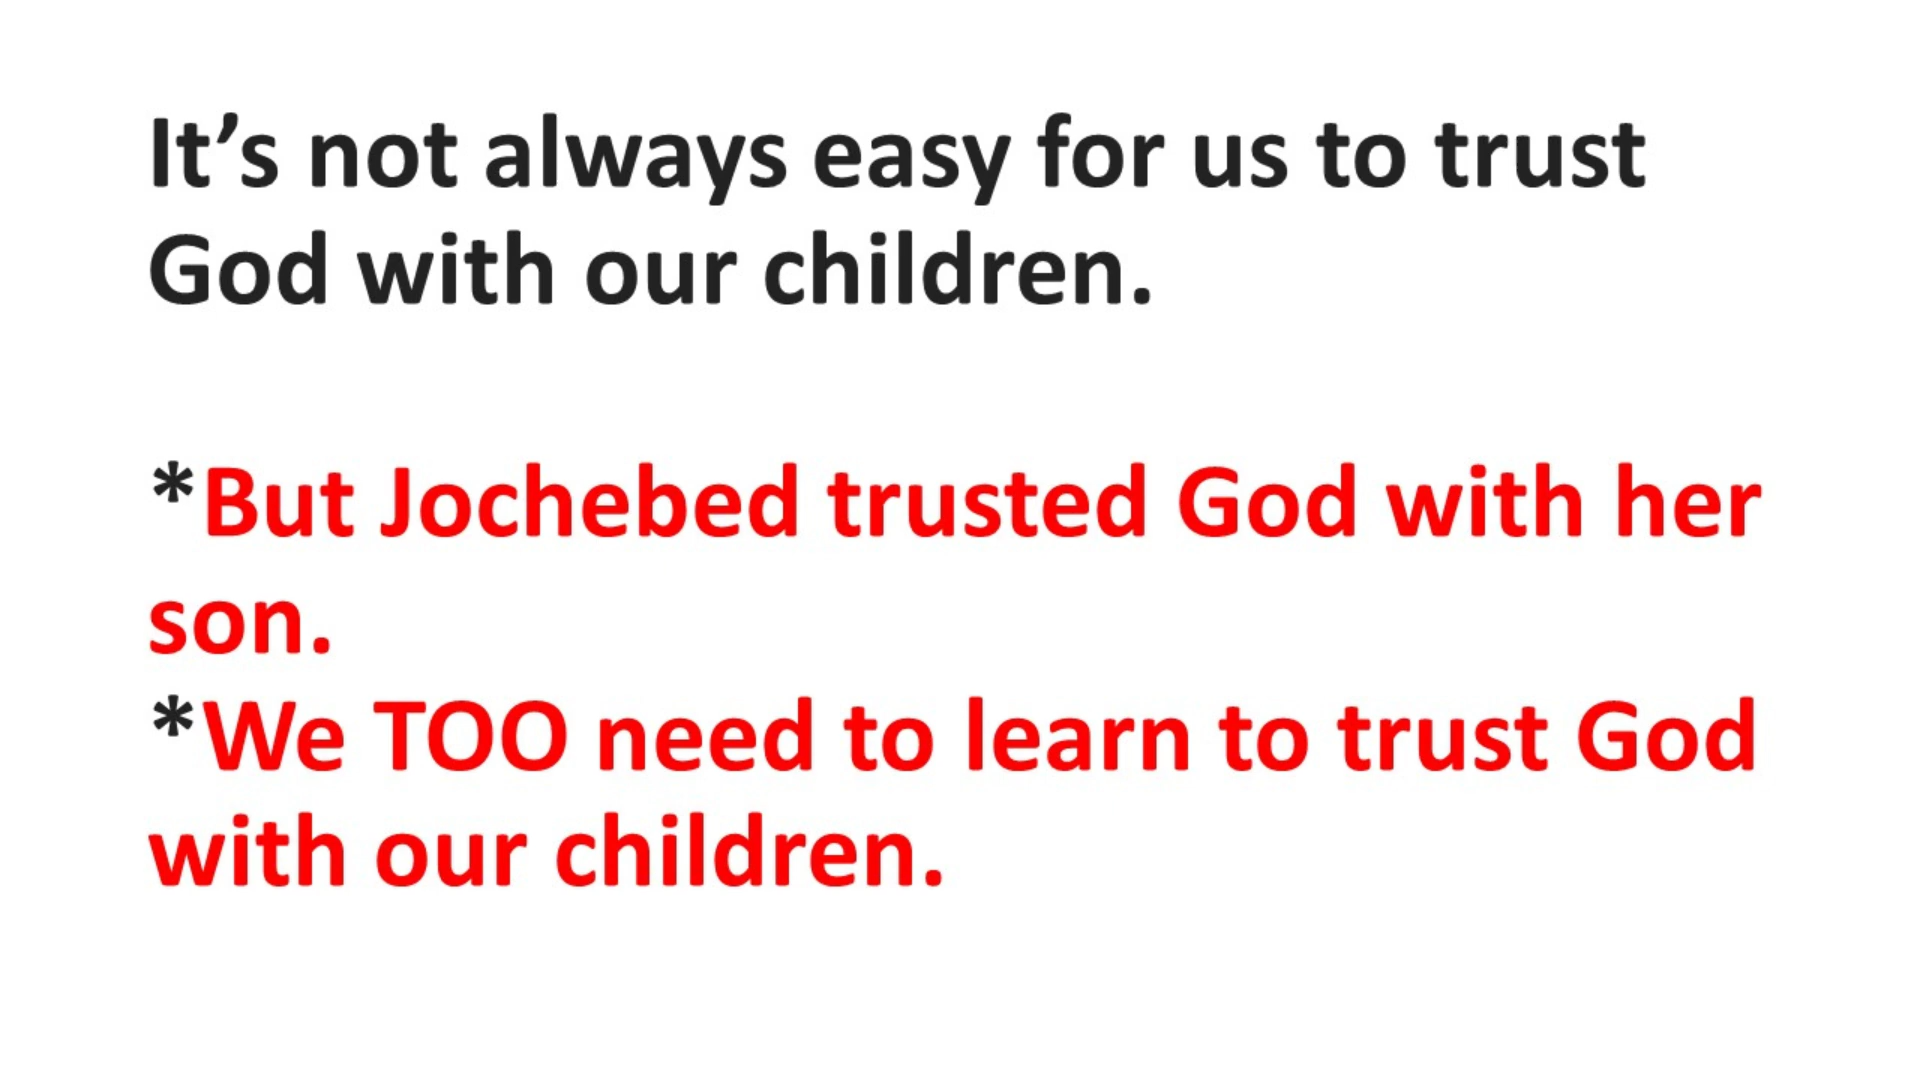 It’s not always easy for us to trust
God with our children.
*But Jochebed trusted God with her
son.
*We TOO need to learn to trust God
with our children.